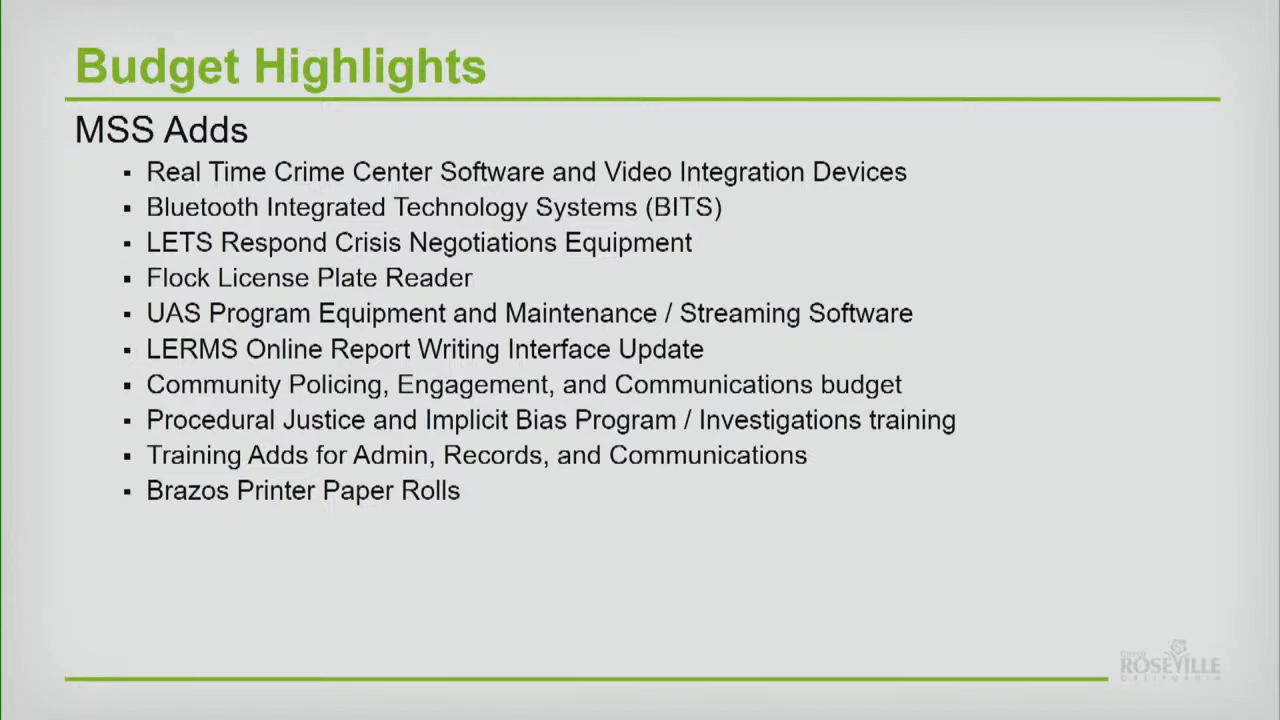 Budget Highlights
MSS Adds
▪ Real Time Crime Center Software and Video Integration Devices
▪ Bluetooth Integrated Technology Systems (BITS)
▪ LETS Respond Crisis Negotiations Equipment
▪ Flock License Plate Reader
▪ UAS Program Equipment and Maintenance / Streaming Software
▪ LERMS Online Report Writing Interface Update
▪ Community Policing, Engagement, and Communications budget
▪ Procedural Justice and Implicit Bias Program / Investigations training
▪ Training Adds for Admin, Records, and Communications
▪ Brazos Printer Paper Rolls
ROSEVILLE
CALIFORNIA